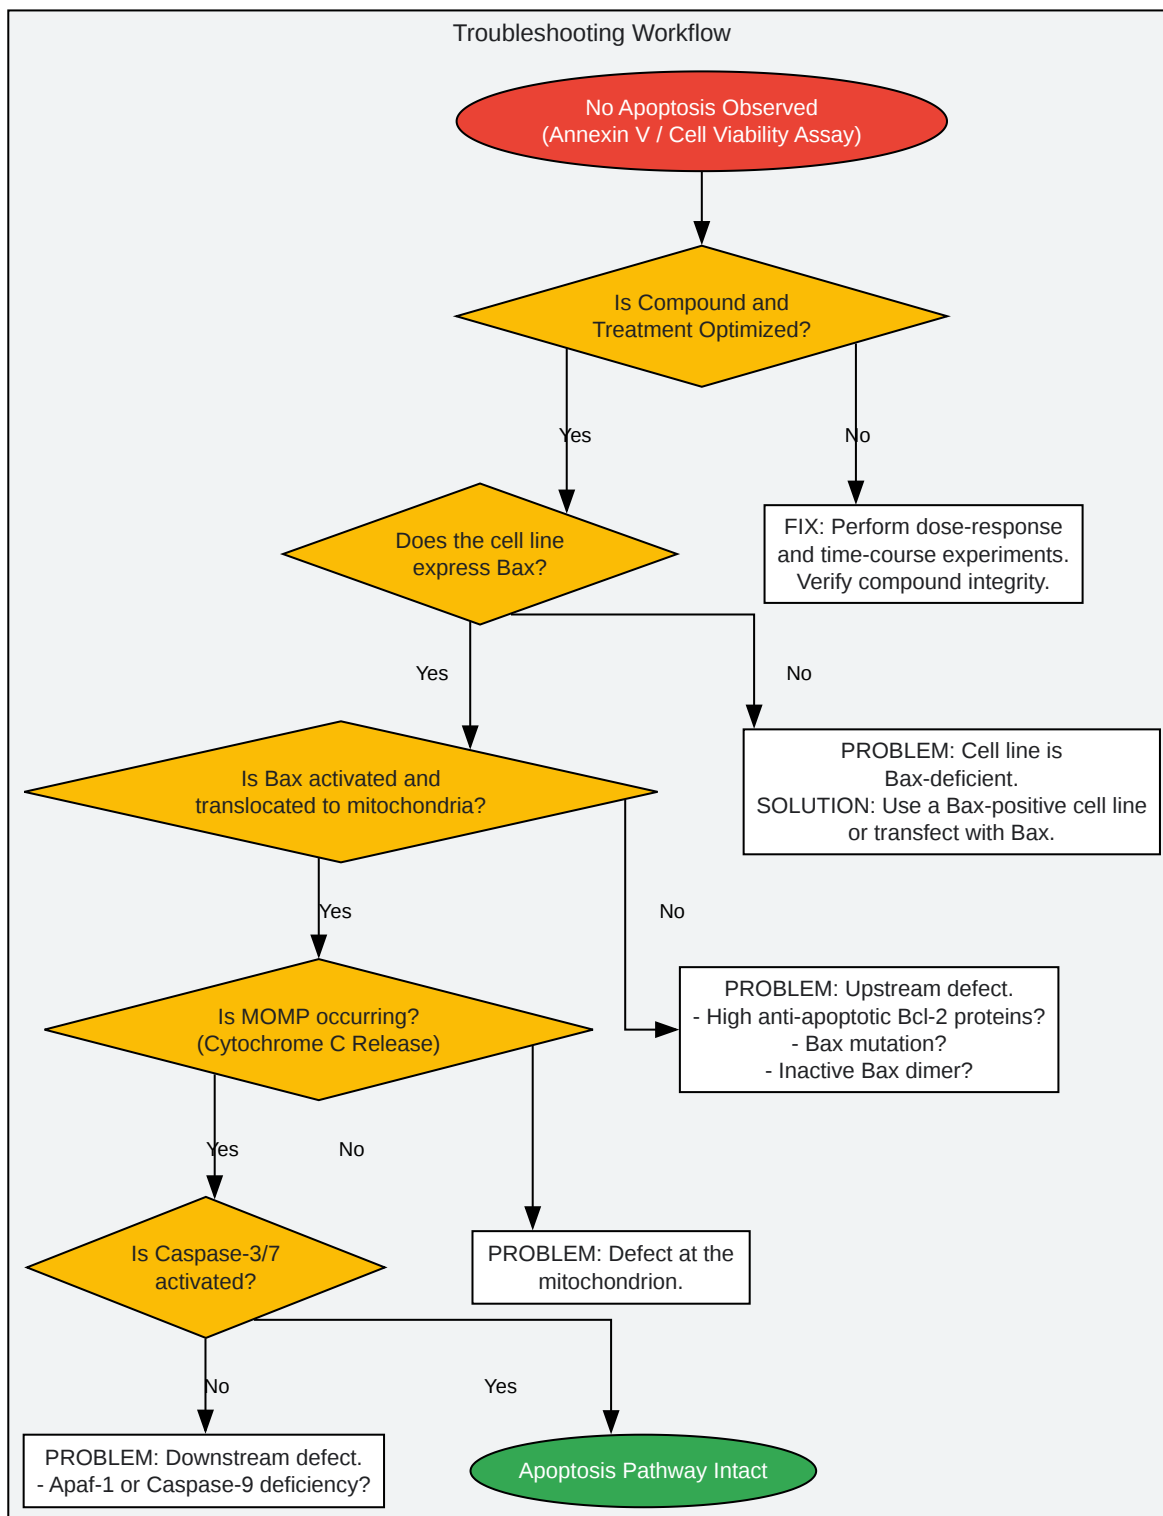 Troubleshooting Workflow
No Apoptosis Observed
(Annexin V / Cell Viability Assay)
Is Compound and
Treatment Optimized?
Yes
No
Does the cell line
express Bax?
FIX: Perform dose-response
and time-course experiments.
Verify compound integrity.
Yes
No
Is Bax activated and
translocated to mitochondria?
PROBLEM: Cell line is
Bax-deficient.
SOLUTION: Use a Bax-positive cell line
or transfect with Bax.
Yes
No
Is MOMP occurring?
(Cytochrome C Release)
PROBLEM: Upstream defect.
- High anti-apoptotic Bcl-2 proteins?
- Bax mutation?
- Inactive Bax dimer?
Yes
No
Is Caspase-3/7
activated?
PROBLEM: Defect at the
mitochondrion.
No
Yes
PROBLEM: Downstream defect.
- Apaf-1 or Caspase-9 deficiency?
Apoptosis Pathway Intact